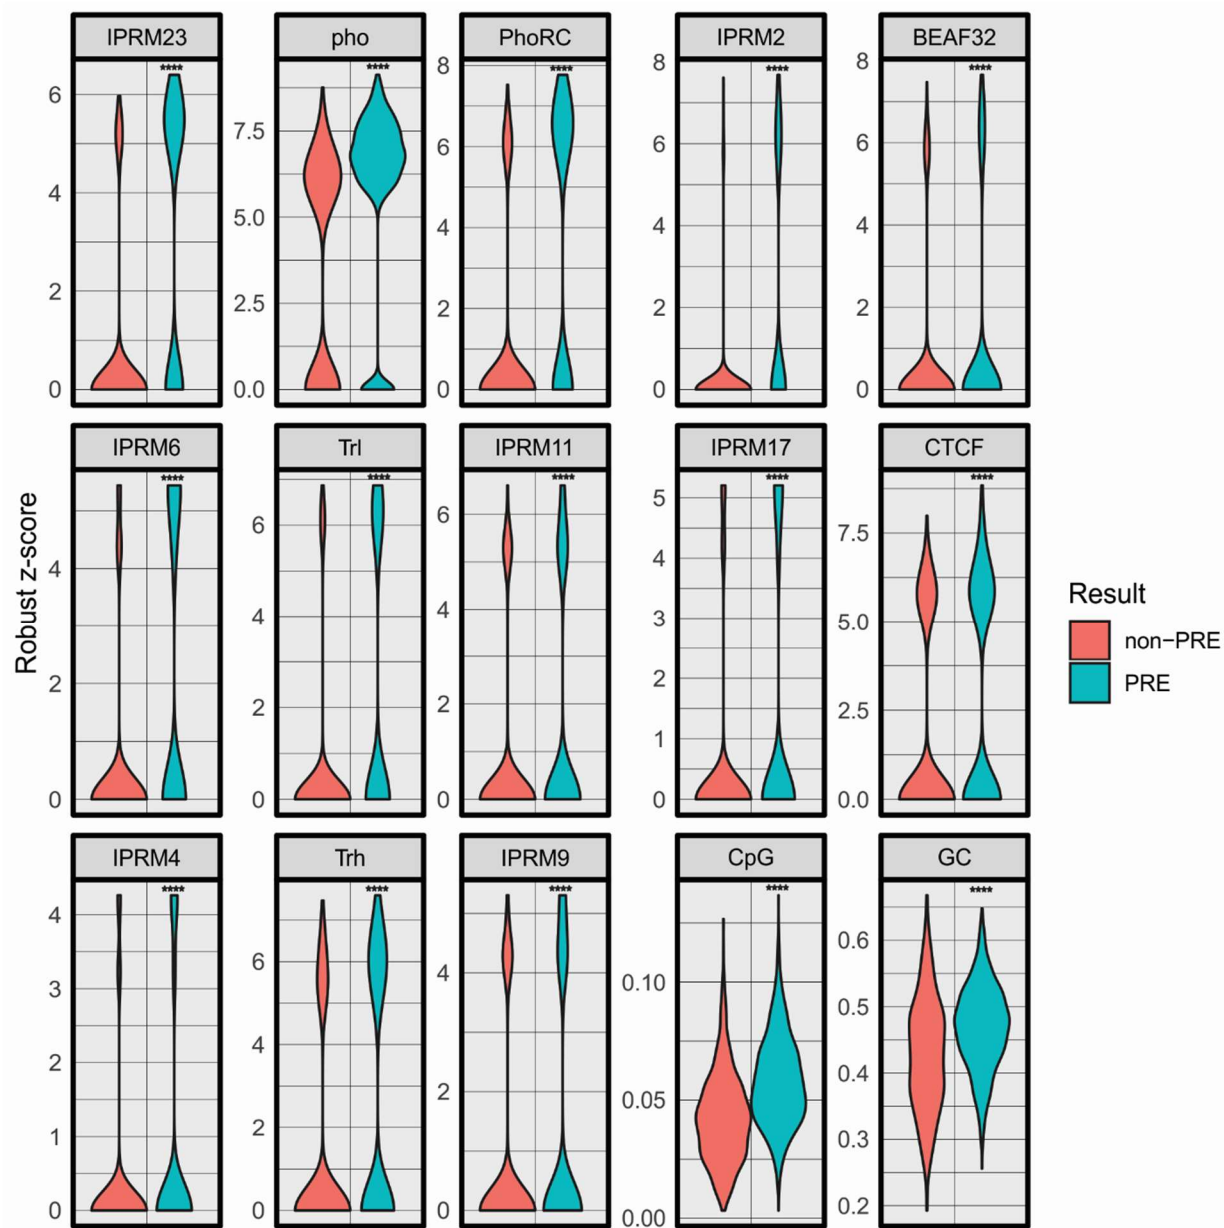 IPRM23 pho PhoRC IPRM2 BEAF32
**** **** **** **** ****
6 4 2 0
7.5 5.0 2.5 0.0
8 6 4 2 0
8 6 4 2 0
8 6 4 2 0
IPRM6 Trl IPRM11 IPRM17 CTCF
**** **** **** **** ****
4 2 0
6 4 2 0
6 4 2 0
5 4 3 2 1 0
7.5 5.0 2.5 0.0
Robust z-score
Result
non-PRE
PRE
IPRM4 Trh IPRM9 CpG GC
**** **** **** **** ****
4 3 2 1 0
6 4 2 0
4 2 0
0.10 0.05 0.00
0.6 0.5 0.4 0.3 0.2